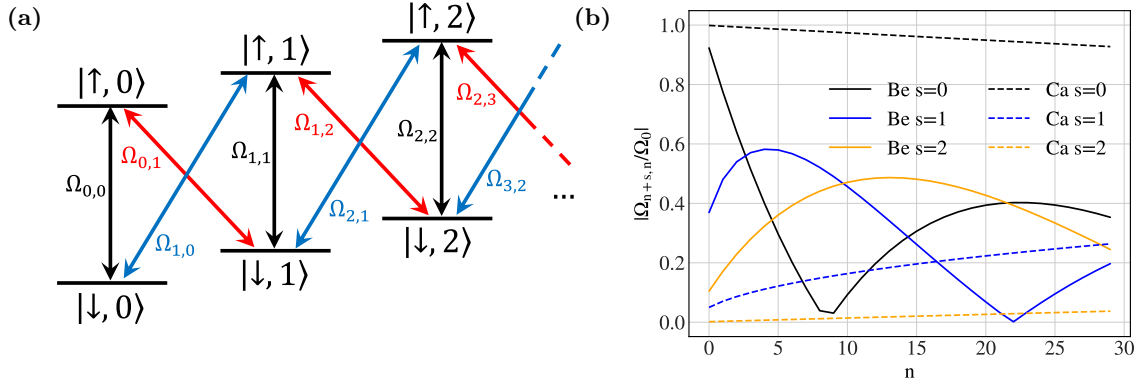 (a)
|↑, 0⟩
|↑, 1⟩
|↑, 2⟩
Ω0,0
Ω0,1
Ω1,0
Ω1,1
Ω1,2
Ω2,1
Ω2,2
Ω2,3
Ω3,2
...
|↓, 0⟩
|↓, 1⟩
|↓, 2⟩
(b)
|Ωn+s,n/Ω0|
1.0
0.8
0.6
0.4
0.2
0.0
Be s=0
Be s=1
Be s=2
Ca s=0
Ca s=1
Ca s=2
0 5 10 15 20 25 30
n